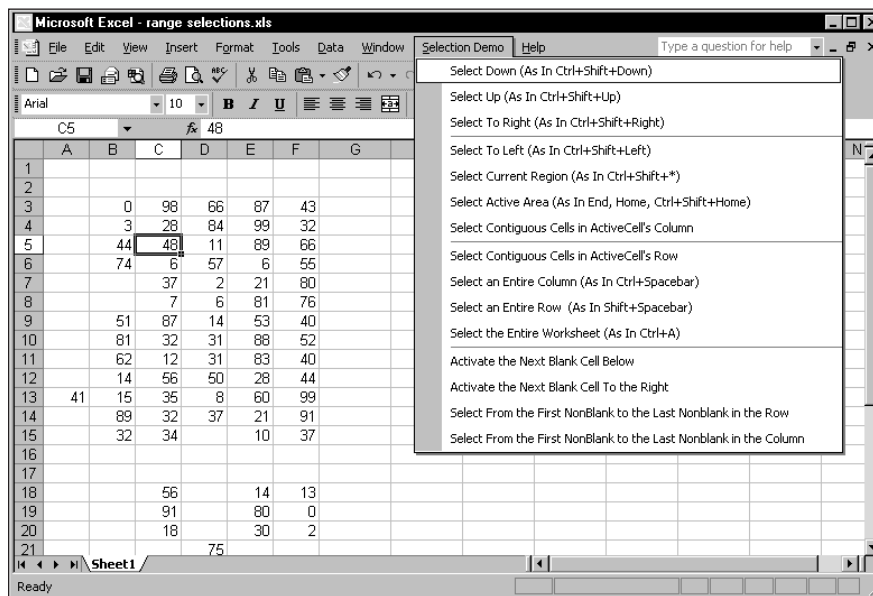 Microsoft Excel - range selections.xls
File Edit View Insert Format Tools Data Window Selection Demo Help Type a question for help
Arial 10 B I U
C5 fx 48
A B C D E F G N
1
2
3 0 98 66 87 43
4 3 28 84 99 32
5 44 48 11 89 66
6 74 6 57 6 55
7 37 2 21 80
8 7 6 81 76
9 51 87 14 53 40
10 81 32 31 88 52
11 62 12 31 83 40
12 14 56 50 28 44
13 41 15 35 8 60 99
14 89 32 37 21 91
15 32 34 10 37
16
17
18 56 14 13
19 91 80 0
20 18 30 2
21 75
Select Down (As In Ctrl+Shift+Down)
Select Up (As In Ctrl+Shift+Up)
Select To Right (As In Ctrl+Shift+Right)
Select To Left (As In Ctrl+Shift+Left)
Select Current Region (As In Ctrl+Shift+*)
Select Active Area (As in End, Home, Ctrl+Shift+Home)
Select Contiguous Cells in ActiveCell's Column
Select Contiguous Cells in ActiveCell's Row
Select an Entire Column (As In Ctrl+Spacebar)
Select an Entire Row (As In Shift+Spacebar)
Select the Entire Worksheet (As In Ctrl+A)
Activate the Next Blank Cell Below
Activate the Next Blank Cell To the Right
Select From the First NonBlank to the Last Nonblank in the Row
Select From the First NonBlank to the Last Nonblank in the Column
Sheet1
Ready